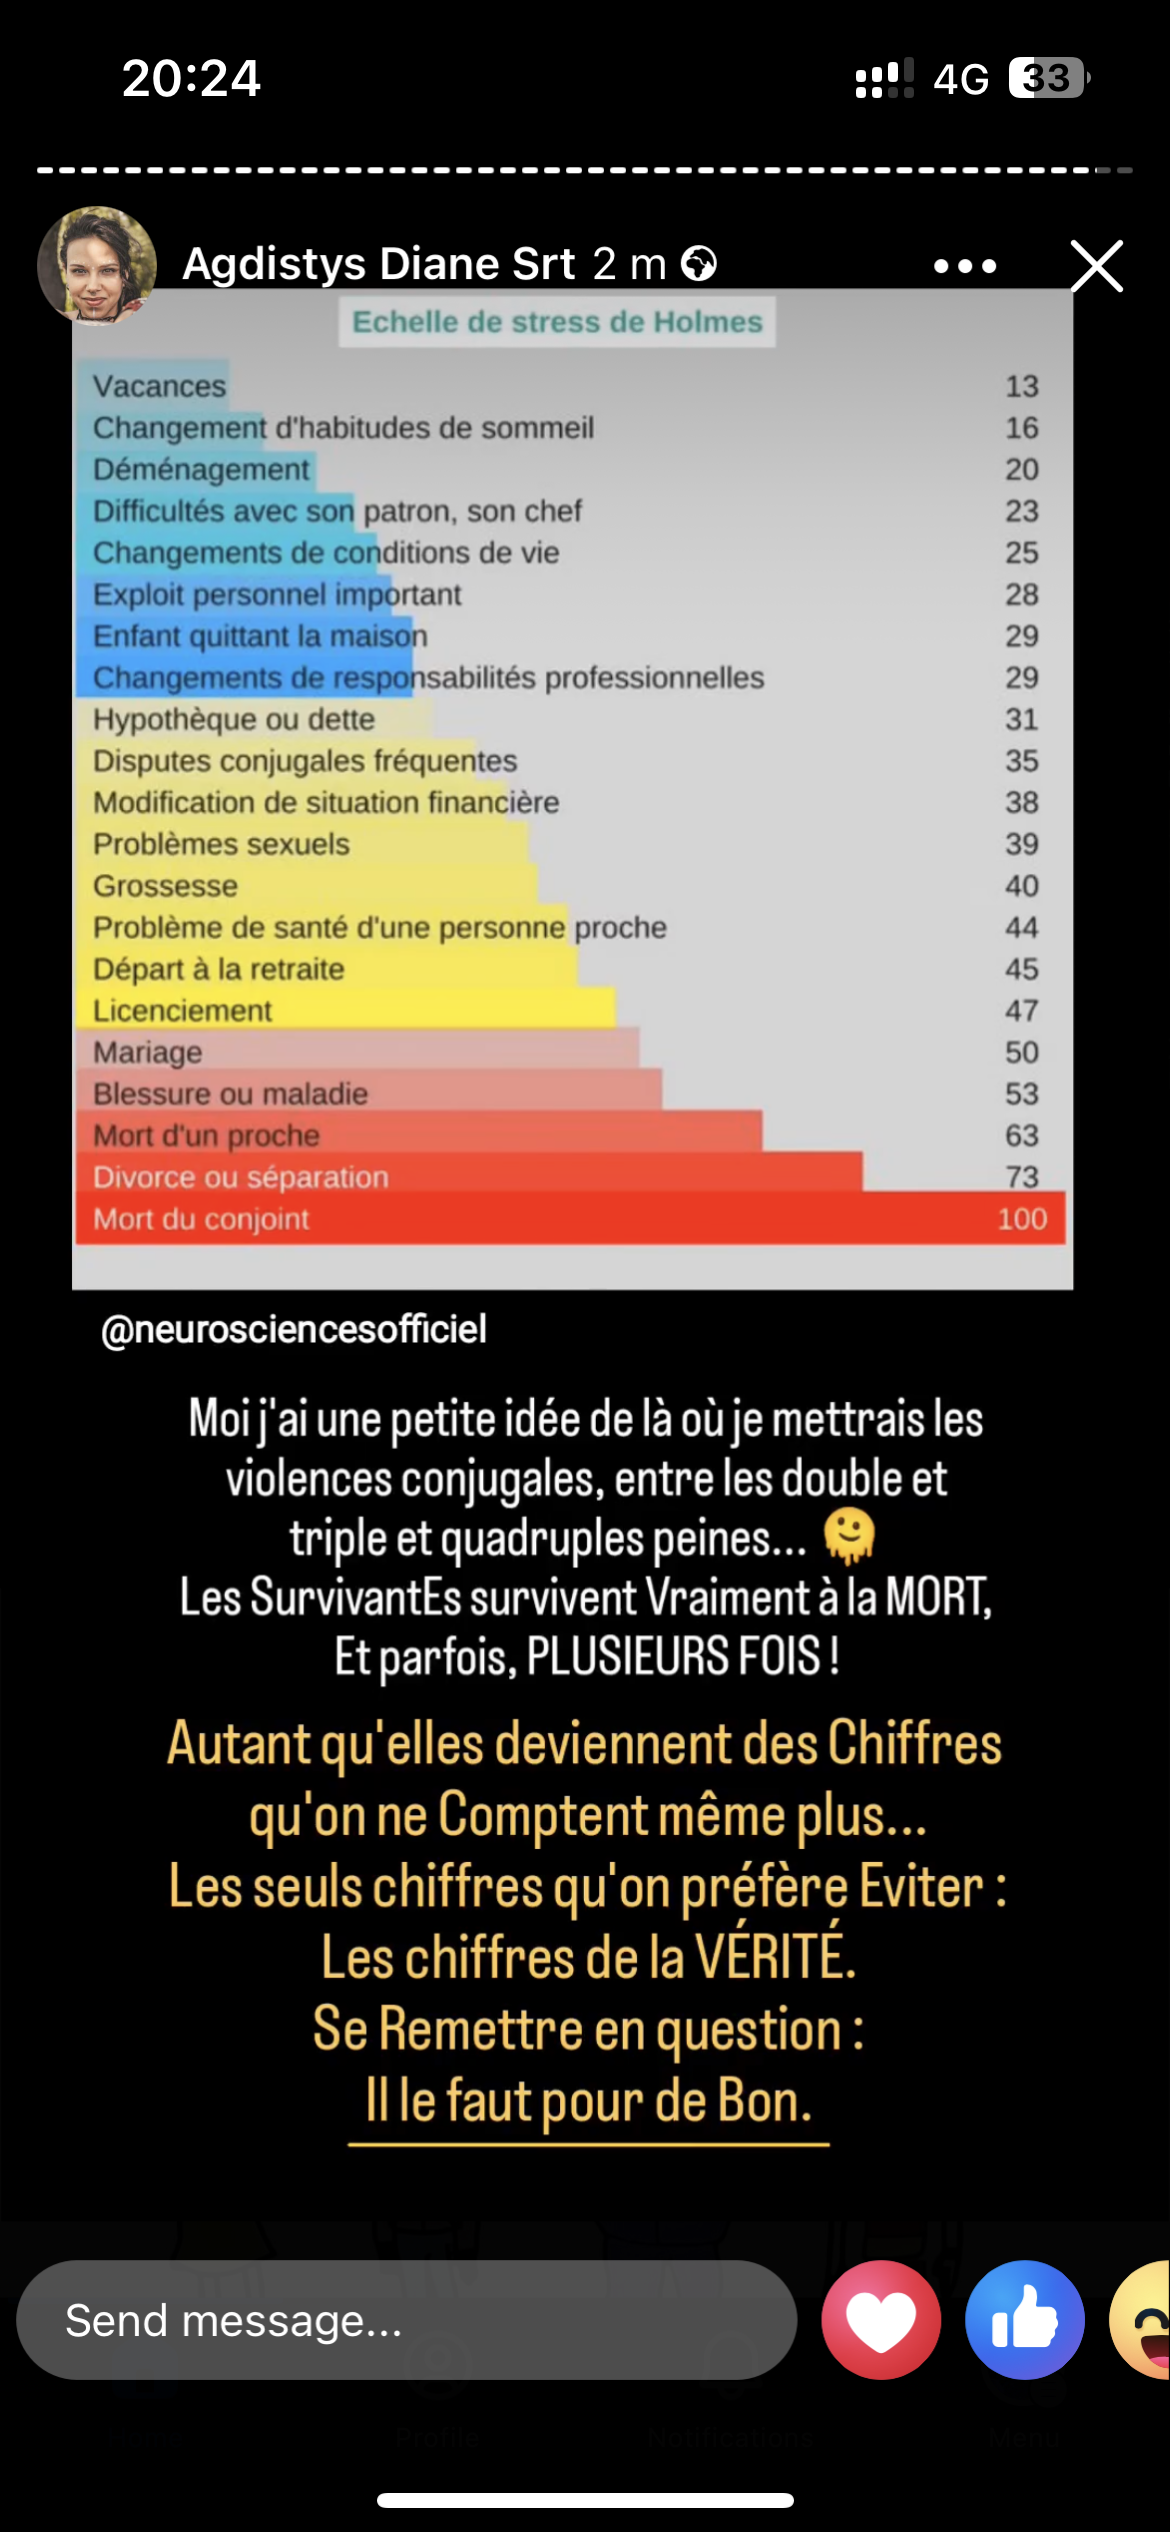 20:24
4G 33
Agdistys Diane Srt 2 m
Echelle de stress de Holmes
Vacances 13
Changement d'habitudes de sommeil 16
Déménagement 20
Difficultés avec son patron, son chef 23
Changements de conditions de vie 25
Exploit personnel important 28
Enfant quittant la maison 29
Changements de responsabilités professionnelles 29
Hypothèque ou dette 31
Disputes conjugales fréquentes 35
Modification de situation financière 38
Problèmes sexuels 39
Grossesse 40
Problème de santé d'une personne proche 44
Départ à la retraite 45
Licenciement 47
Mariage 50
Blessure ou maladie 53
Mort d'un proche 63
Divorce ou séparation 73
Mort du conjoint 100
@neurosciencesofficiel
Moi j'ai une petite idée de là où je mettrais les
violences conjugales, entre les double et
triple et quadruples peines... 🫠
Les SurvivantEs survivent Vraiment à la MORT,
Et parfois, PLUSIEURS FOIS !
Autant qu'elles deviennent des Chiffres
qu'on ne Comptent même plus...
Les seuls chiffres qu'on préfère Eviter :
Les chiffres de la VÉRITÉ.
Se Remettre en question :
Il le faut pour de Bon.
Send message...
Profile Notifications Menu